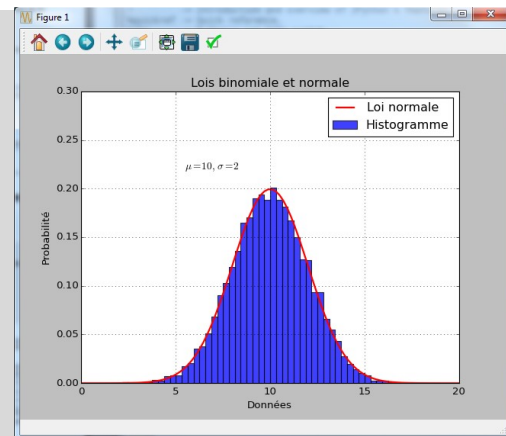 Figure 1
Lois binomiale et normale
Loi normale
Histogramme
μ=10, σ=2
Probabilité
0.30
0.25
0.20
0.15
0.10
0.05
0.00
0 5 10 15 20
Données